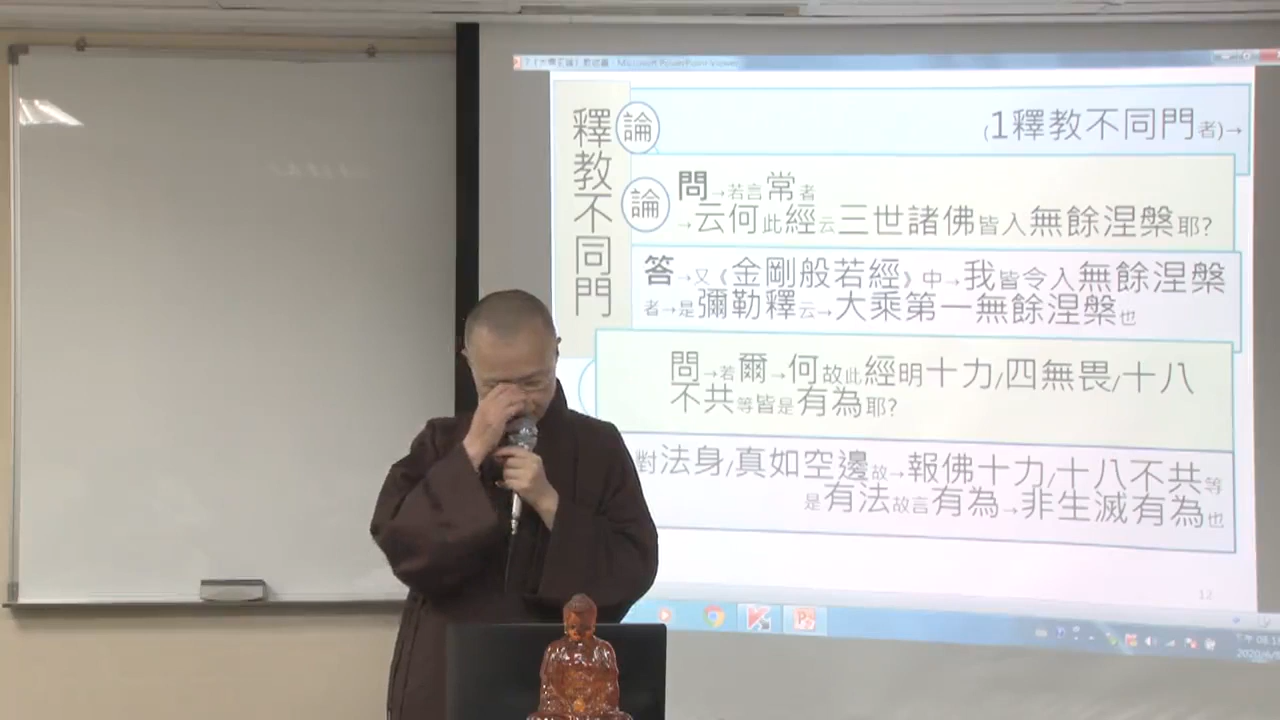 Microsoft PowerPoint Viewer
釋教不同門
論
(1釋教不同門者)→
論
問→若言常者
→云何此經云三世諸佛皆入無餘涅槃耶?
答→又《金剛般若經》中→我皆令入無餘涅槃
者→是彌勒釋云→大乘第一無餘涅槃也
問→若爾→何故此經明十力/四無畏/十八
不共等皆是有為耶?
對法身/真如空邊故→報佛十力/十八不共等
是有法故言有為→非生滅有為也
12